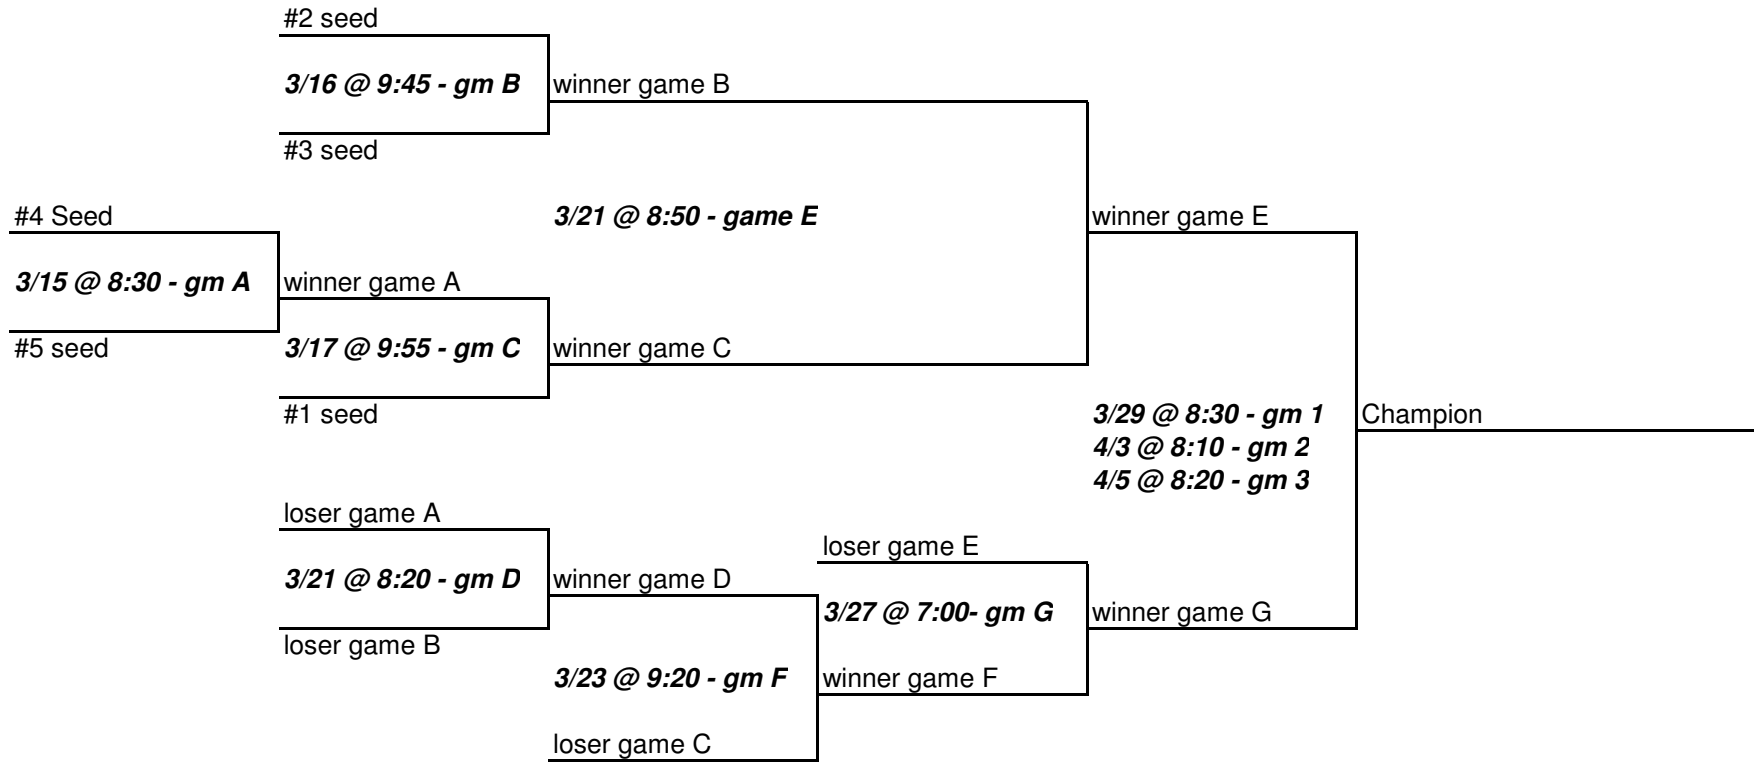 #2 seed
3/16 @ 9:45 - gm B
winner game B
#3 seed
#4 Seed
3/21 @ 8:50 - game E
winner game E
3/15 @ 8:30 - gm A
winner game A
#5 seed
3/17 @ 9:55 - gm C
winner game C
#1 seed
3/29 @ 8:30 - gm 1
Champion
4/3 @ 8:10 - gm 2
4/5 @ 8:20 - gm 3
loser game A
loser game E
3/21 @ 8:20 - gm D
winner game D
3/27 @ 7:00- gm G
winner game G
loser game B
3/23 @ 9:20 - gm F
winner game F
loser game C